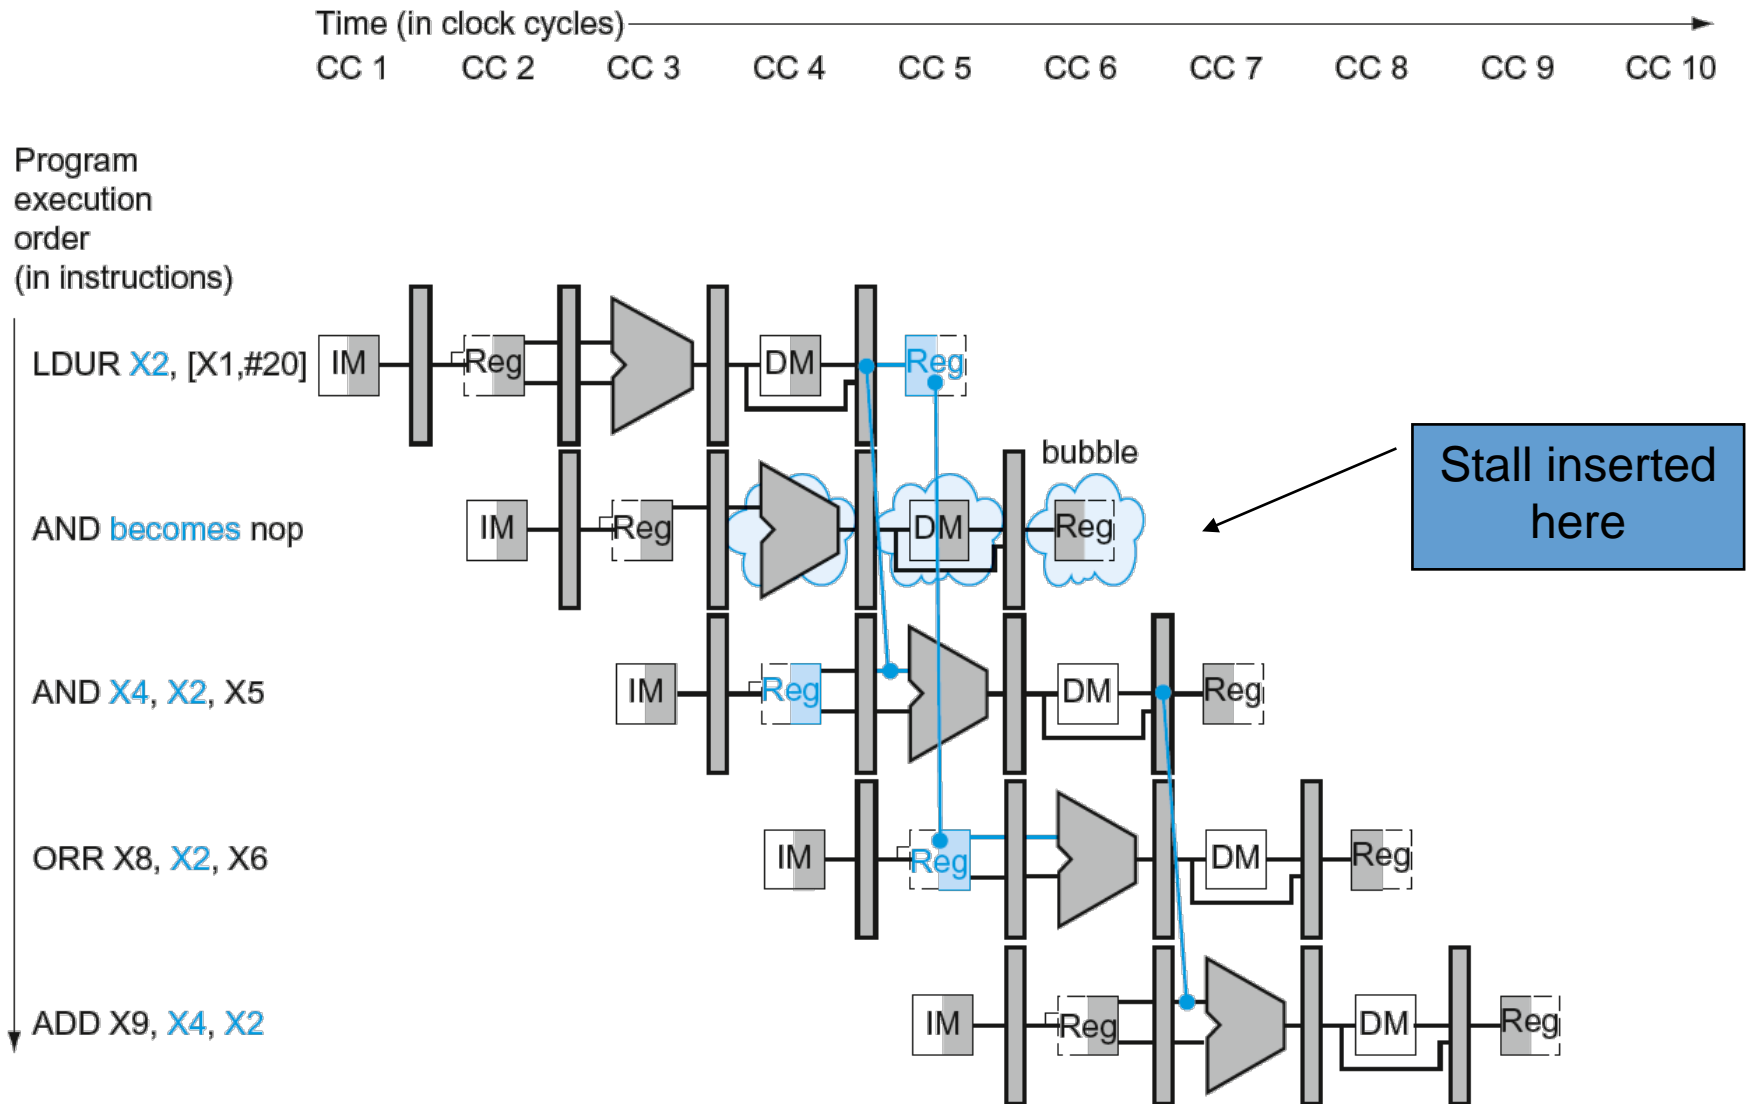 Time (in clock cycles)
CC 1 CC 2 CC 3 CC 4 CC 5 CC 6 CC 7 CC 8 CC 9 CC 10
Program
execution
order
(in instructions)
LDUR X2, [X1,#20] IM Reg DM Reg
bubble
AND becomes nop IM Reg DM Reg
Stall inserted
here
AND X4, X2, X5 IM Reg DM Reg
ORR X8, X2, X6 IM Reg DM Reg
ADD X9, X4, X2 IM Reg DM Reg